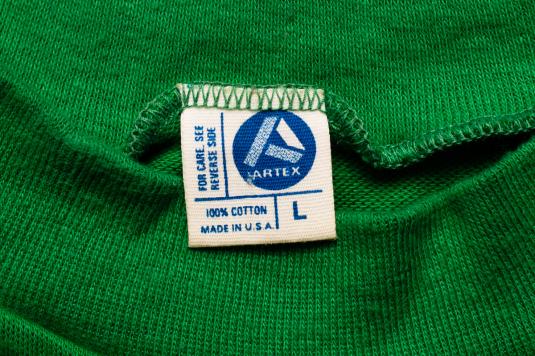 FOR CARE SEE
REVERSE SIDE
ARTEX
100% COTTON
MADE IN U.S.A.
L